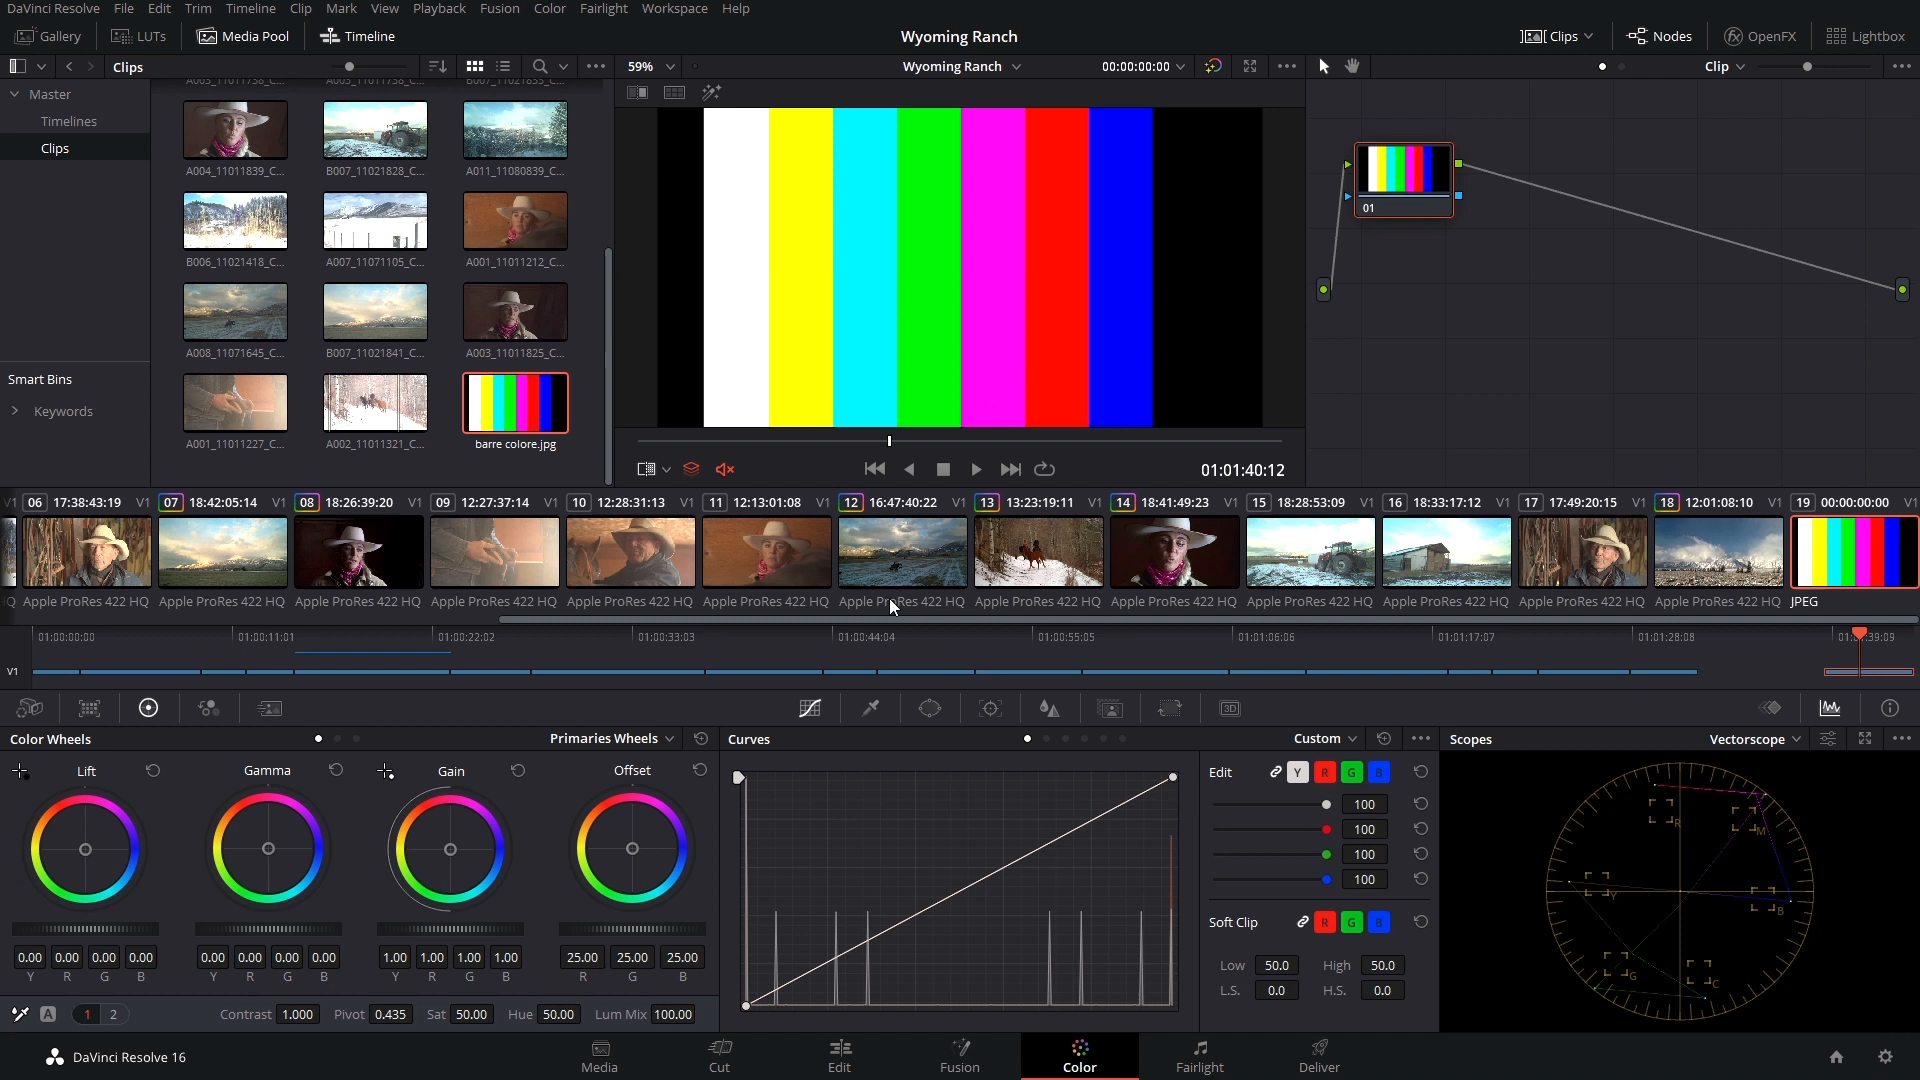 DaVinci Resolve File Edit Trim Timeline Clip Mark View Playback Fusion Color Fairlight Workspace Help
Gallery LUTs Media Pool Timeline Wyoming Ranch Clips Nodes OpenFX Lightbox
Clips 59% Wyoming Ranch 00:00:00:00 Clip
Master
Timelines
Clips
A004_11011839_C... B007_11021828_C... A011_11080839_C...
B006_11021418_C... A007_11071105_C... A001_11011212_C...
A008_11071645_C... B007_11021841_C... A003_11011825_C...
A001_11011227_C... A002_11011321_C... barre colore.jpg
Smart Bins
Keywords
01
01:01:40:12
V1 06 17:38:43:19 V1 07 18:42:05:14 V1 08 18:26:39:20 V1 09 12:27:37:14 V1 10 12:28:31:13 V1 11 12:13:01:08 V1 12 16:47:40:22 V1 13 13:23:19:11 V1 14 18:41:49:23 V1 15 18:28:53:09 V1 16 18:33:17:12 V1 17 17:49:20:15 V1 18 12:01:08:10 V1 19 00:00:00:00 V1
Q Apple ProRes 422 HQ Apple ProRes 422 HQ Apple ProRes 422 HQ Apple ProRes 422 HQ Apple ProRes 422 HQ Apple ProRes 422 HQ Apple ProRes 422 HQ Apple ProRes 422 HQ Apple ProRes 422 HQ Apple ProRes 422 HQ Apple ProRes 422 HQ Apple ProRes 422 HQ Apple ProRes 422 HQ JPEG
01:00:00:00 01:00:11:01 01:00:22:02 01:00:33:03 01:00:44:04 01:00:55:05 01:01:06:06 01:01:17:07 01:01:28:08
V1
3D
Color Wheels Primaries Wheels Curves Custom Scopes Vectorscope
Lift Gamma Gain Offset
0.00 0.00 0.00 0.00 0.00 0.00 0.00 0.00 1.00 1.00 1.00 1.00 25.00 25.00 25.00
Y R G B Y R G B Y R G B R G B
A 1 2 Contrast 1.000 Pivot 0.435 Sat 50.00 Hue 50.00 Lum Mix 100.00
Edit Y R G B
100
100
100
100
Soft Clip R G B
Low 50.0 High 50.0
L.S. 0.0 H.S. 0.0
R M
Y B
G C
DaVinci Resolve 16 Media Cut Edit Fusion Color Fairlight Deliver